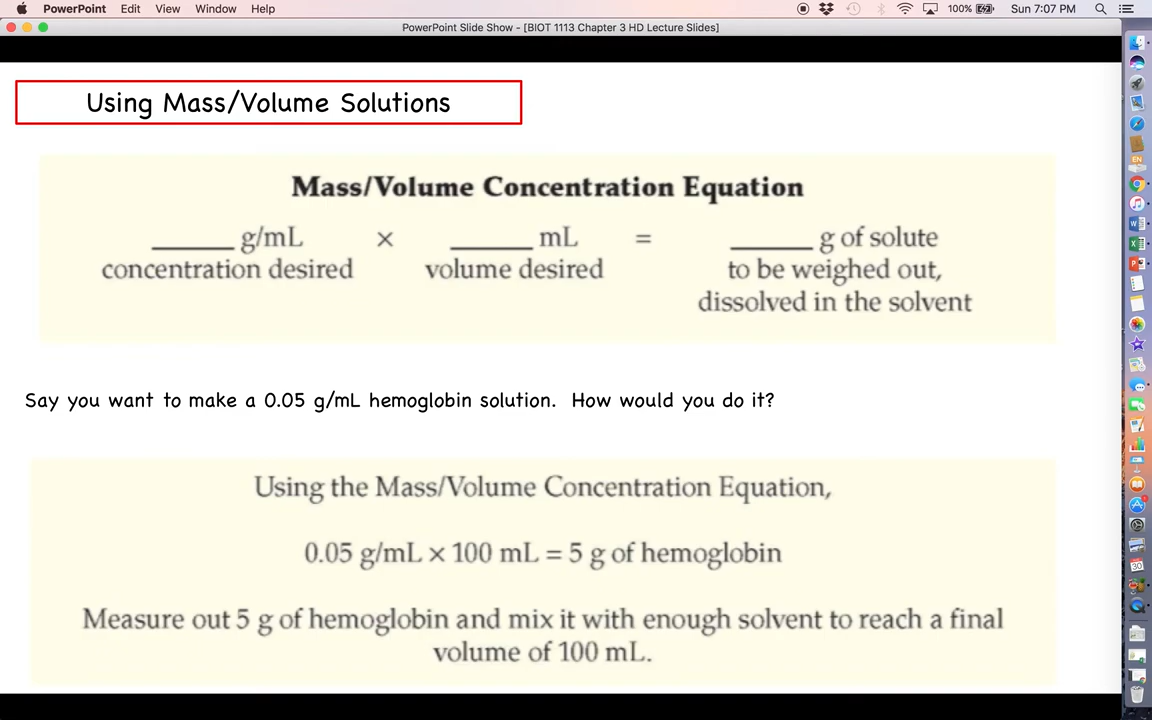 PowerPoint Edit View Window Help 100% Sun 7:07 PM
PowerPoint Slide Show - [BIOT 1113 Chapter 3 HD Lecture Slides]
Using Mass/Volume Solutions
Mass/Volume Concentration Equation
______ g/mL × ______ mL = ______ g of solute
concentration desired volume desired to be weighed out,
dissolved in the solvent
Say you want to make a 0.05 g/mL hemoglobin solution. How would you do it?
Using the Mass/Volume Concentration Equation,
0.05 g/mL × 100 mL = 5 g of hemoglobin
Measure out 5 g of hemoglobin and mix it with enough solvent to reach a final
volume of 100 mL.
EN
30